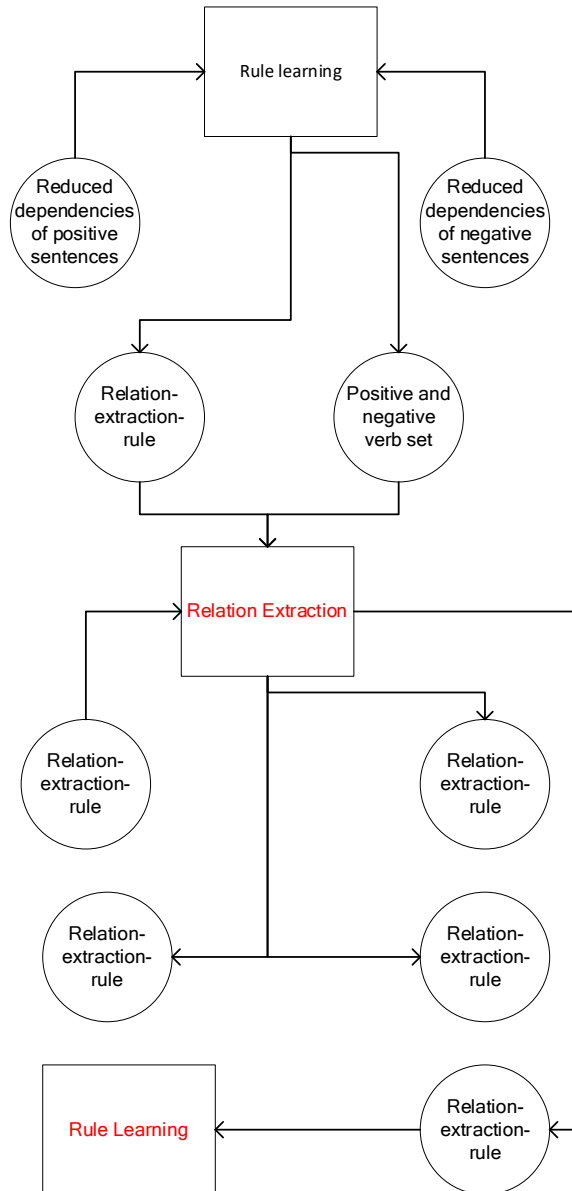 Rule learning
Reduced
dependencies
of positive
sentences
Reduced
dependencies
of negative
sentences
Relation-
extraction-
rule
Positive and
negative
verb set
Relation Extraction
Relation-
extraction-
rule
Relation-
extraction-
rule
Relation-
extraction-
rule
Relation-
extraction-
rule
Rule Learning
Relation-
extraction-
rule